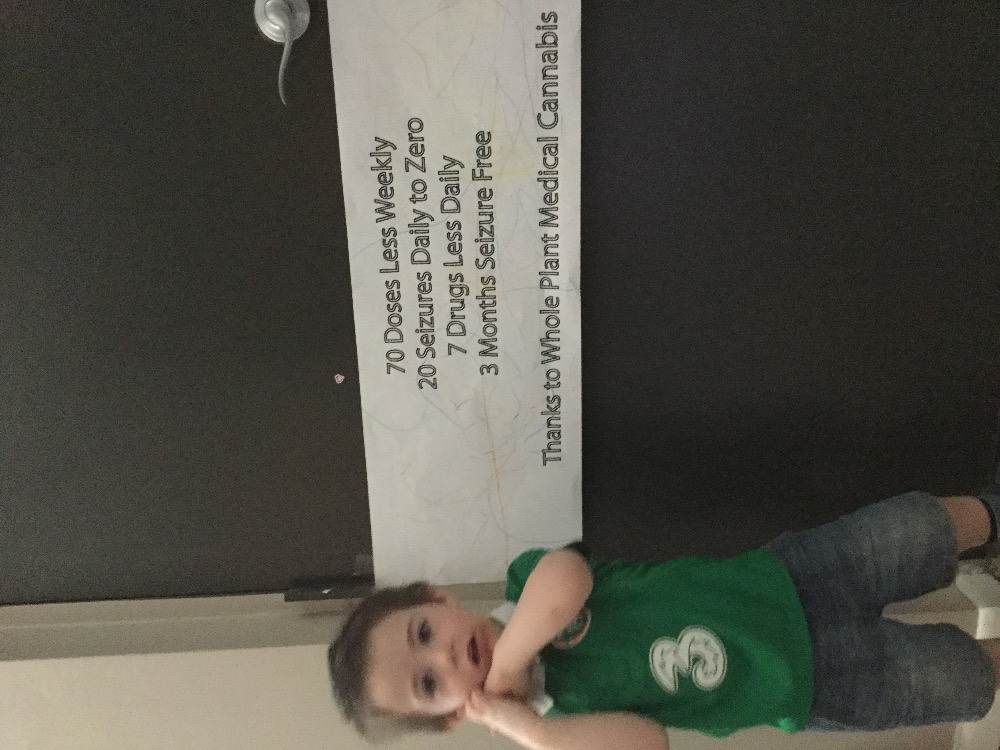 70 Doses Less Weekly
20 Seizures Daily to Zero
7 Drugs Less Daily
3 Months Seizure Free
Thanks to Whole Plant Medical Cannabis
3